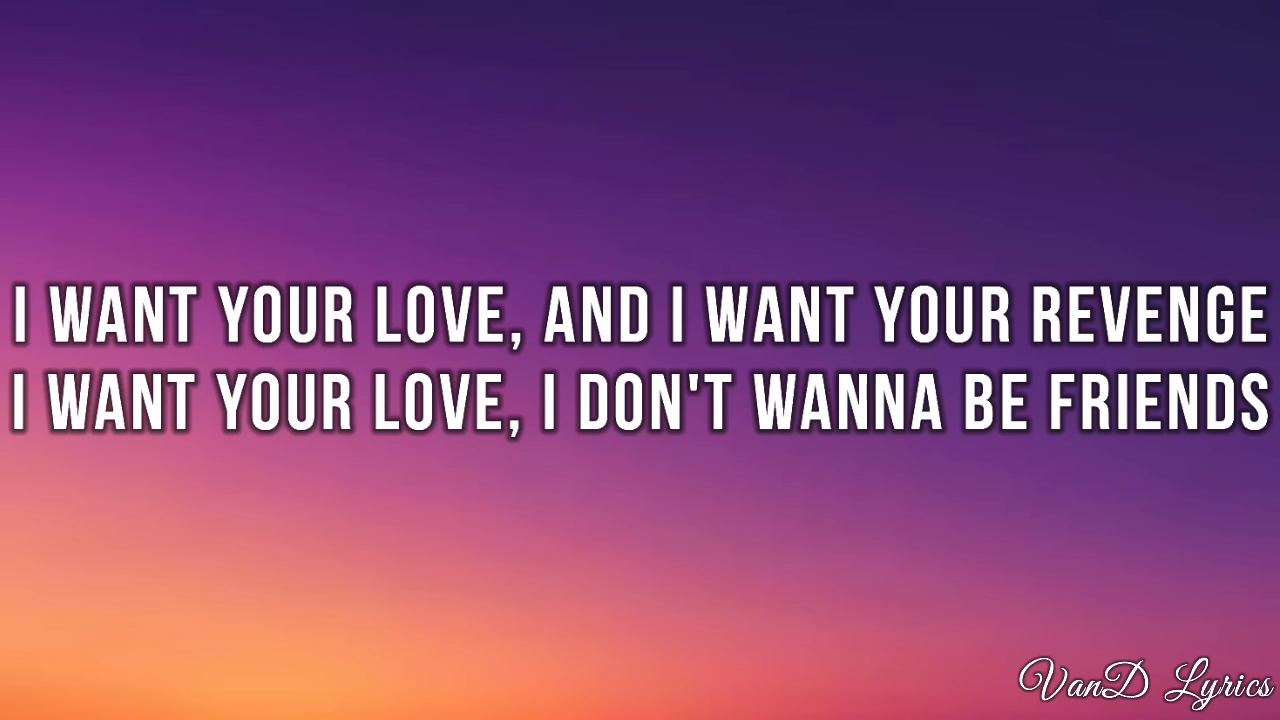 I WANT YOUR LOVE, AND I WANT YOUR REVENGE
I WANT YOUR LOVE, I DON'T WANNA BE FRIENDS
VanD Lyrics